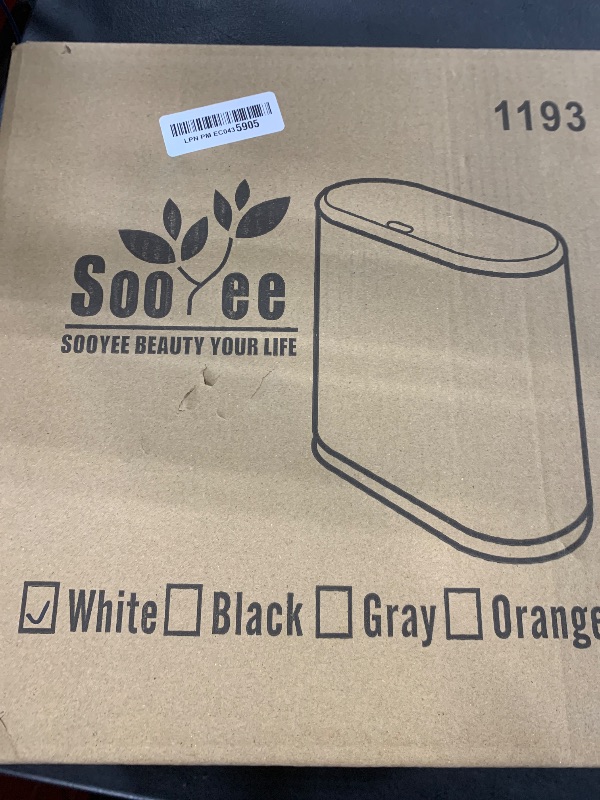 1193
LPN PM EC0435905
SooYee
SOOYEE BEAUTY YOUR LIFE
White Black Gray Orange